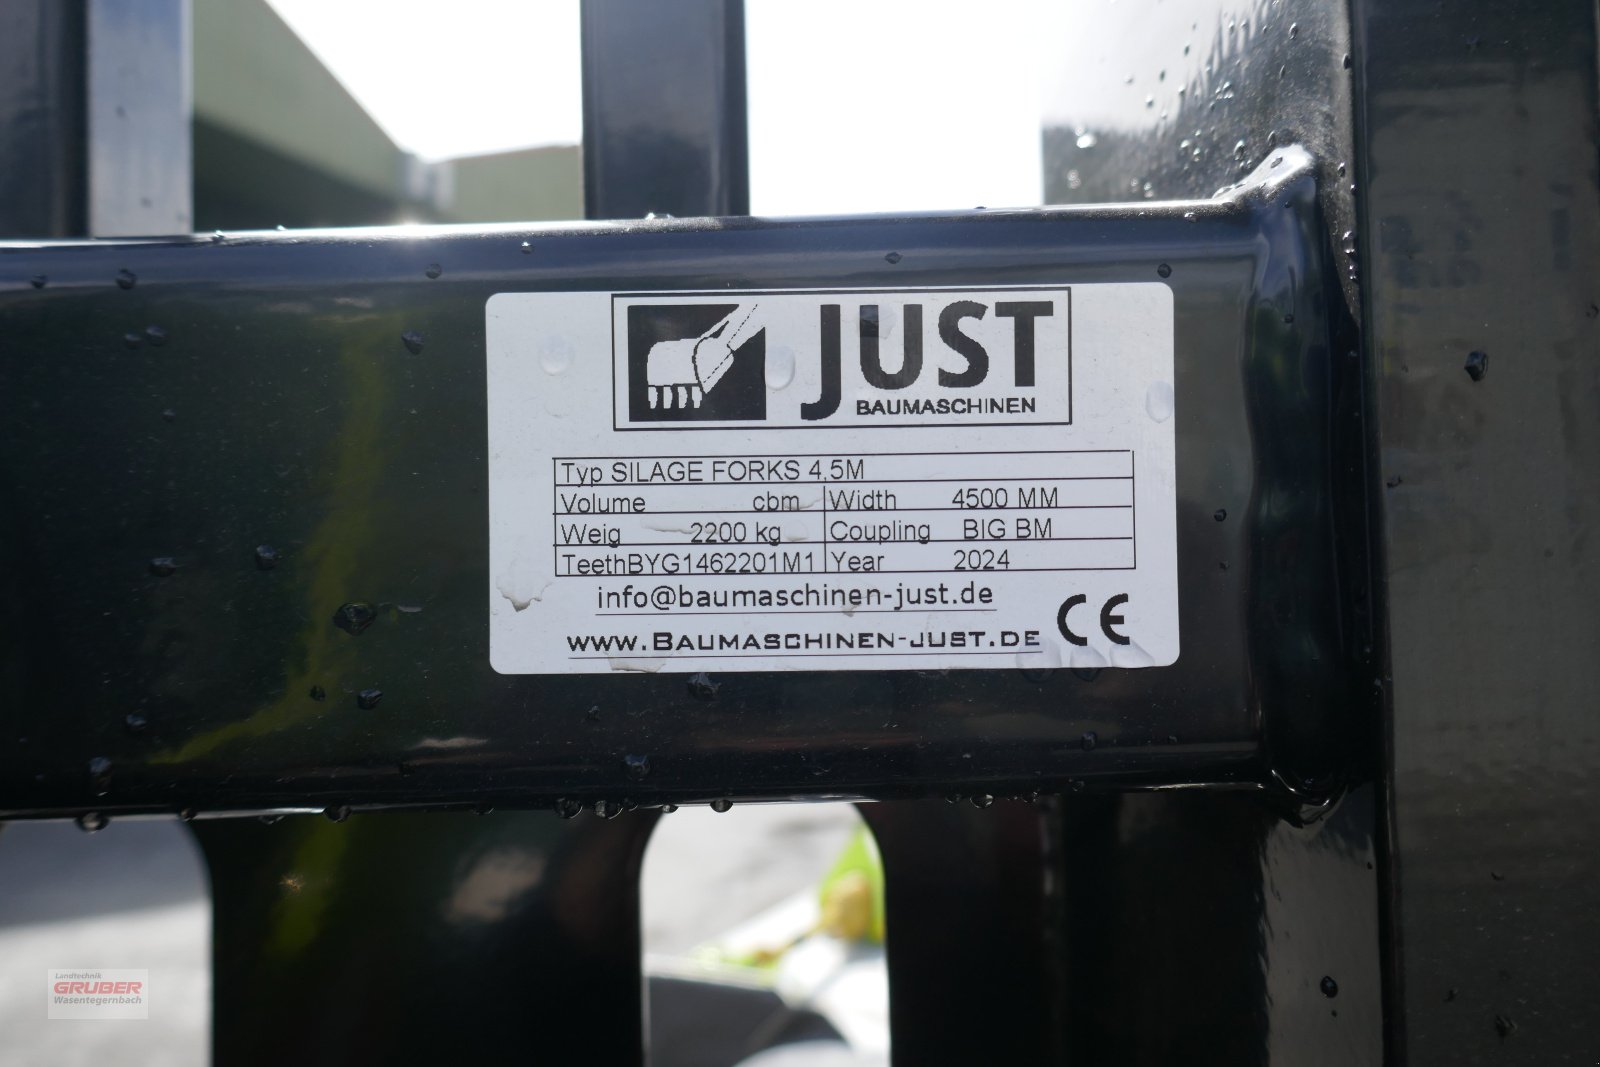 JUST
BAUMASCHINEN
Typ SILAGE FORKS 4,5M
Volume cbm Width 4500 MM
Weig 2200 kg Coupling BIG BM
TeethBYG1462201M1 Year 2024
info@baumaschinen-just.de
WWW.BAUMASCHINEN-JUST.DE CE
Landtechnik
GRUBER
Wasentegernbach